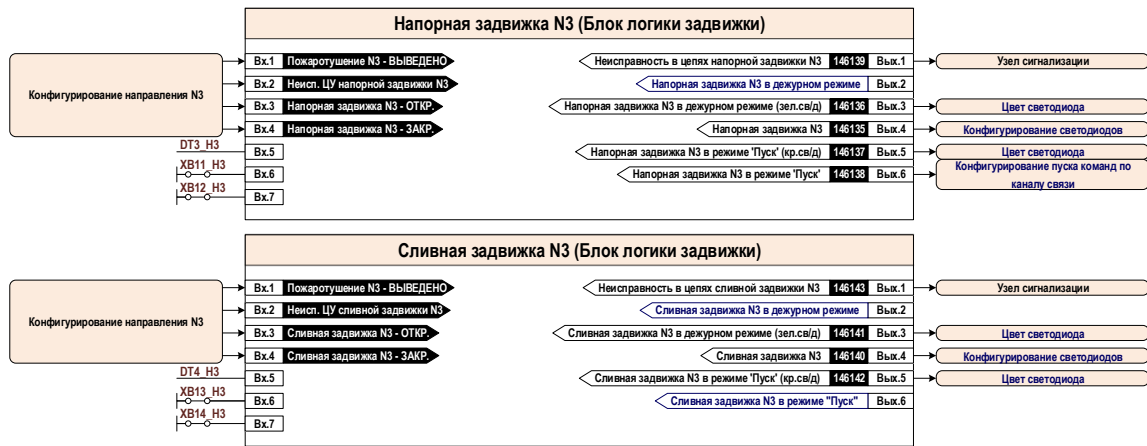 Напорная задвижка N3 (Блок логики задвижки)
Конфигурирование направления N3
Вх.1 Пожаротушение N3 - ВЫВЕДЕНО
Неисправность в цепях напорной задвижки N3 146139 Вых.1
Узел сигнализации
Вх.2 Неисп. ЦУ напорной задвижки N3
Напорная задвижка N3 в дежурном режиме Вых.2
Вх.3 Напорная задвижка N3 - ОТКР.
Напорная задвижка N3 в дежурном режиме (зел.св/д) 146136 Вых.3
Цвет светодиода
Вх.4 Напорная задвижка N3 - ЗАКР.
Напорная задвижка N3 146135 Вых.4
Конфигурирование светодиодов
DT3_H3 Вх.5
Напорная задвижка N3 в режиме 'Пуск' (кр.св/д) 146137 Вых.5
Цвет светодиода
XB11_H3 Вх.6
Напорная задвижка N3 в режиме 'Пуск' 146138 Вых.6
Конфигурирование пуска команд по
каналу связи
XB12_H3 Вх.7
Сливная задвижка N3 (Блок логики задвижки)
Конфигурирование направления N3
Вх.1 Пожаротушение N3 - ВЫВЕДЕНО
Неисправность в цепях сливной задвижки N3 146143 Вых.1
Узел сигнализации
Вх.2 Неисп. ЦУ сливной задвижки N3
Сливная задвижка N3 в дежурном режиме Вых.2
Вх.3 Сливная задвижка N3 - ОТКР.
Сливная задвижка N3 в дежурном режиме (зел.св/д) 146141 Вых.3
Цвет светодиода
Вх.4 Сливная задвижка N3 - ЗАКР.
Сливная задвижка N3 146140 Вых.4
Конфигурирование светодиодов
DT4_H3 Вх.5
Сливная задвижка N3 в режиме 'Пуск' (кр.св/д) 146142 Вых.5
Цвет светодиода
XB13_H3 Вх.6
Сливная задвижка N3 в режиме "Пуск" Вых.6
XB14_H3 Вх.7